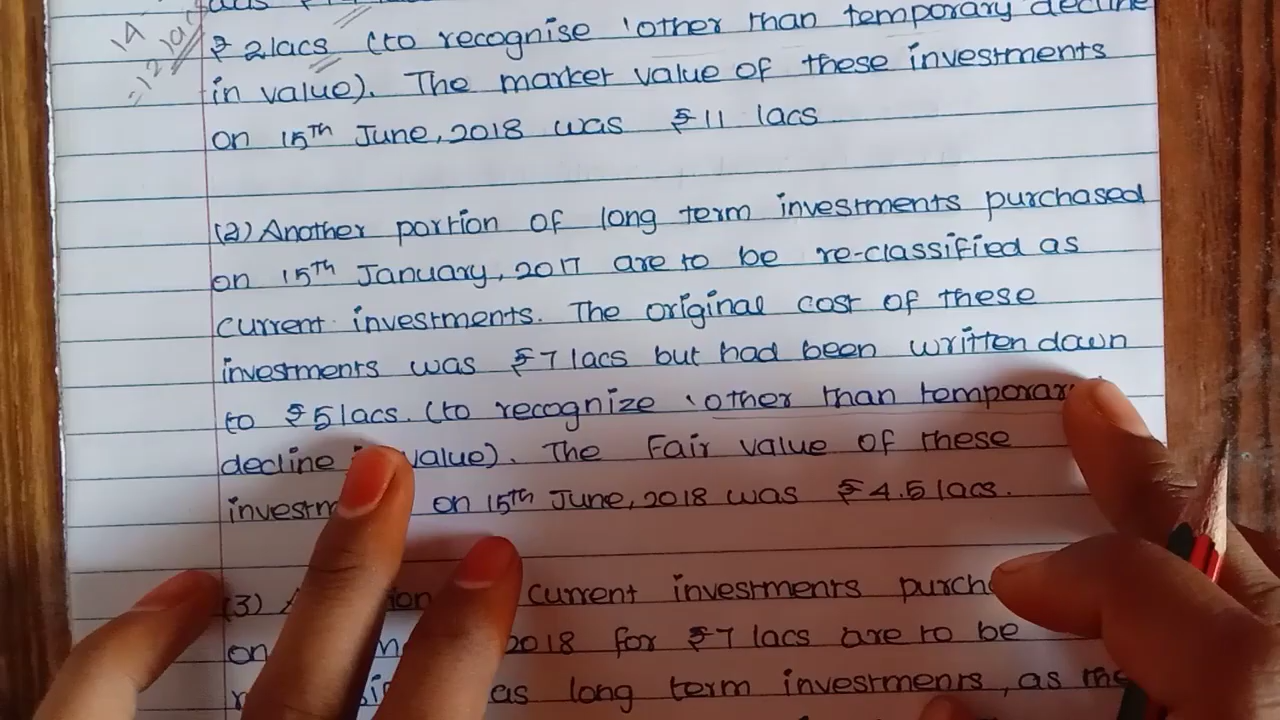 ₹ 2 lacs (to recognise 'other than temporary decline
in value). The market value of these investments
on 15TH June, 2018 was ₹ 11 lacs
(2) Another portion of long term investments purchased
on 15TH January, 2017 are to be re-classified as
current investments. The original cost of these
investments was ₹ 7 lacs but had been written down
to ₹ 5 lacs. (to recognize 'other than temporary
decline value). The Fair value of these
on 15th June, 2018 was ₹ 4.5 lacs.
(3) current investments
on 2018 for ₹ 7 lacs are to be
as long term investments, as the